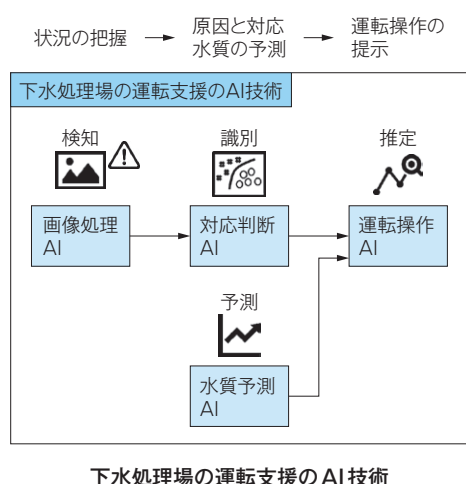 状況の把握
原因と対応
水質の予測
運転操作の
提示
下水処理場の運転支援のAI技術
検知
識別
推定
画像処理
AI
対応判断
AI
運転操作
AI
予測
水質予測
AI
下水処理場の運転支援のAI技術